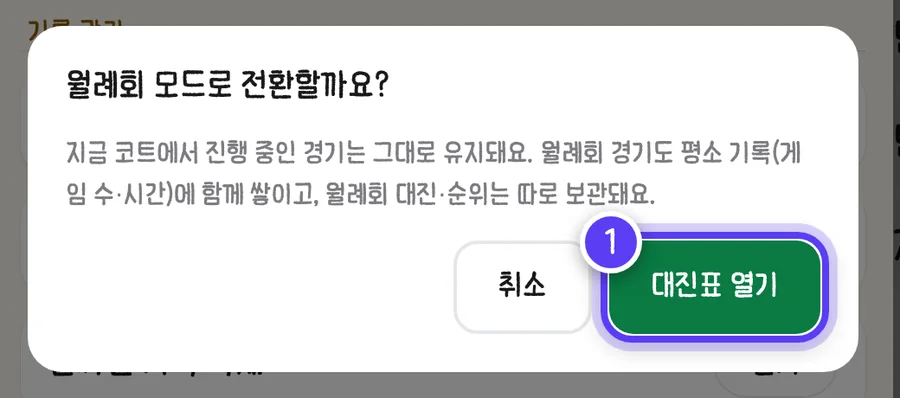 월례회 모드로 전환할까요?
지금 코트에서 진행 중인 경기는 그대로 유지돼요. 월례회 경기도 평소 기록(게
임 수·시간)에 함께 쌓이고, 월례회 대진·순위는 따로 보관돼요.
1
취소
대진표 열기